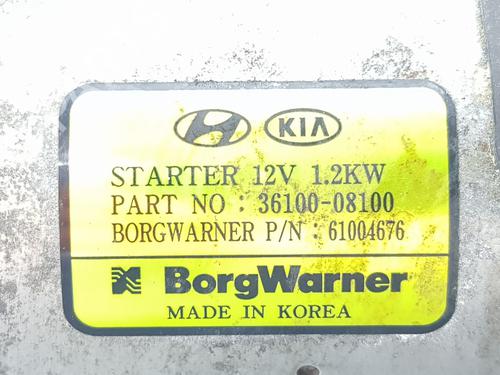 KIA
STARTER 12V 1.2KW
PART NO : 36100-08100
BORGWARNER P/N : 61004676
BorgWarner
MADE IN KOREA